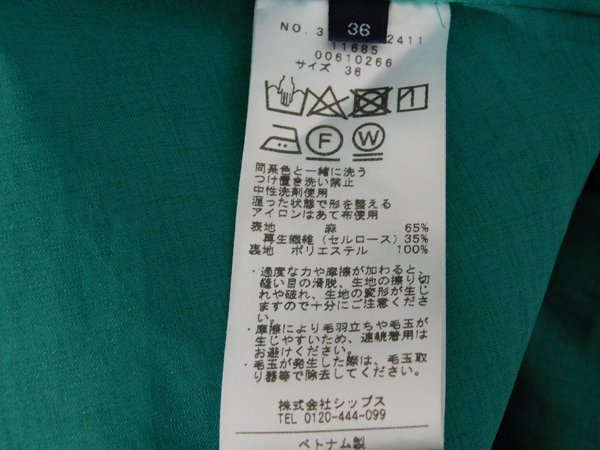 36
NO. 3 2411
11685
00610266
サイズ 36
F
W
同系色と一緒に洗う
つけ置き洗い禁止
中性洗剤使用
湿った状態で形を整える
アイロンはあて布使用
表地 麻 65%
再生繊維(セルロース)35%
裏地 ポリエステル 100%
・過度な力や摩擦が加わると、
縫い目の滑脱、生地の擦り切
れや破れ、生地の変形が生じ
ますので十分にご注意くださ
い。
・摩擦により毛羽立ちや毛玉が
生じやすいため、連続着用は
お避けください。
・毛玉が発生した際は、毛玉取
り器等で除去してください。
株式会社シップス
TEL 0120-444-099
ベトナム製